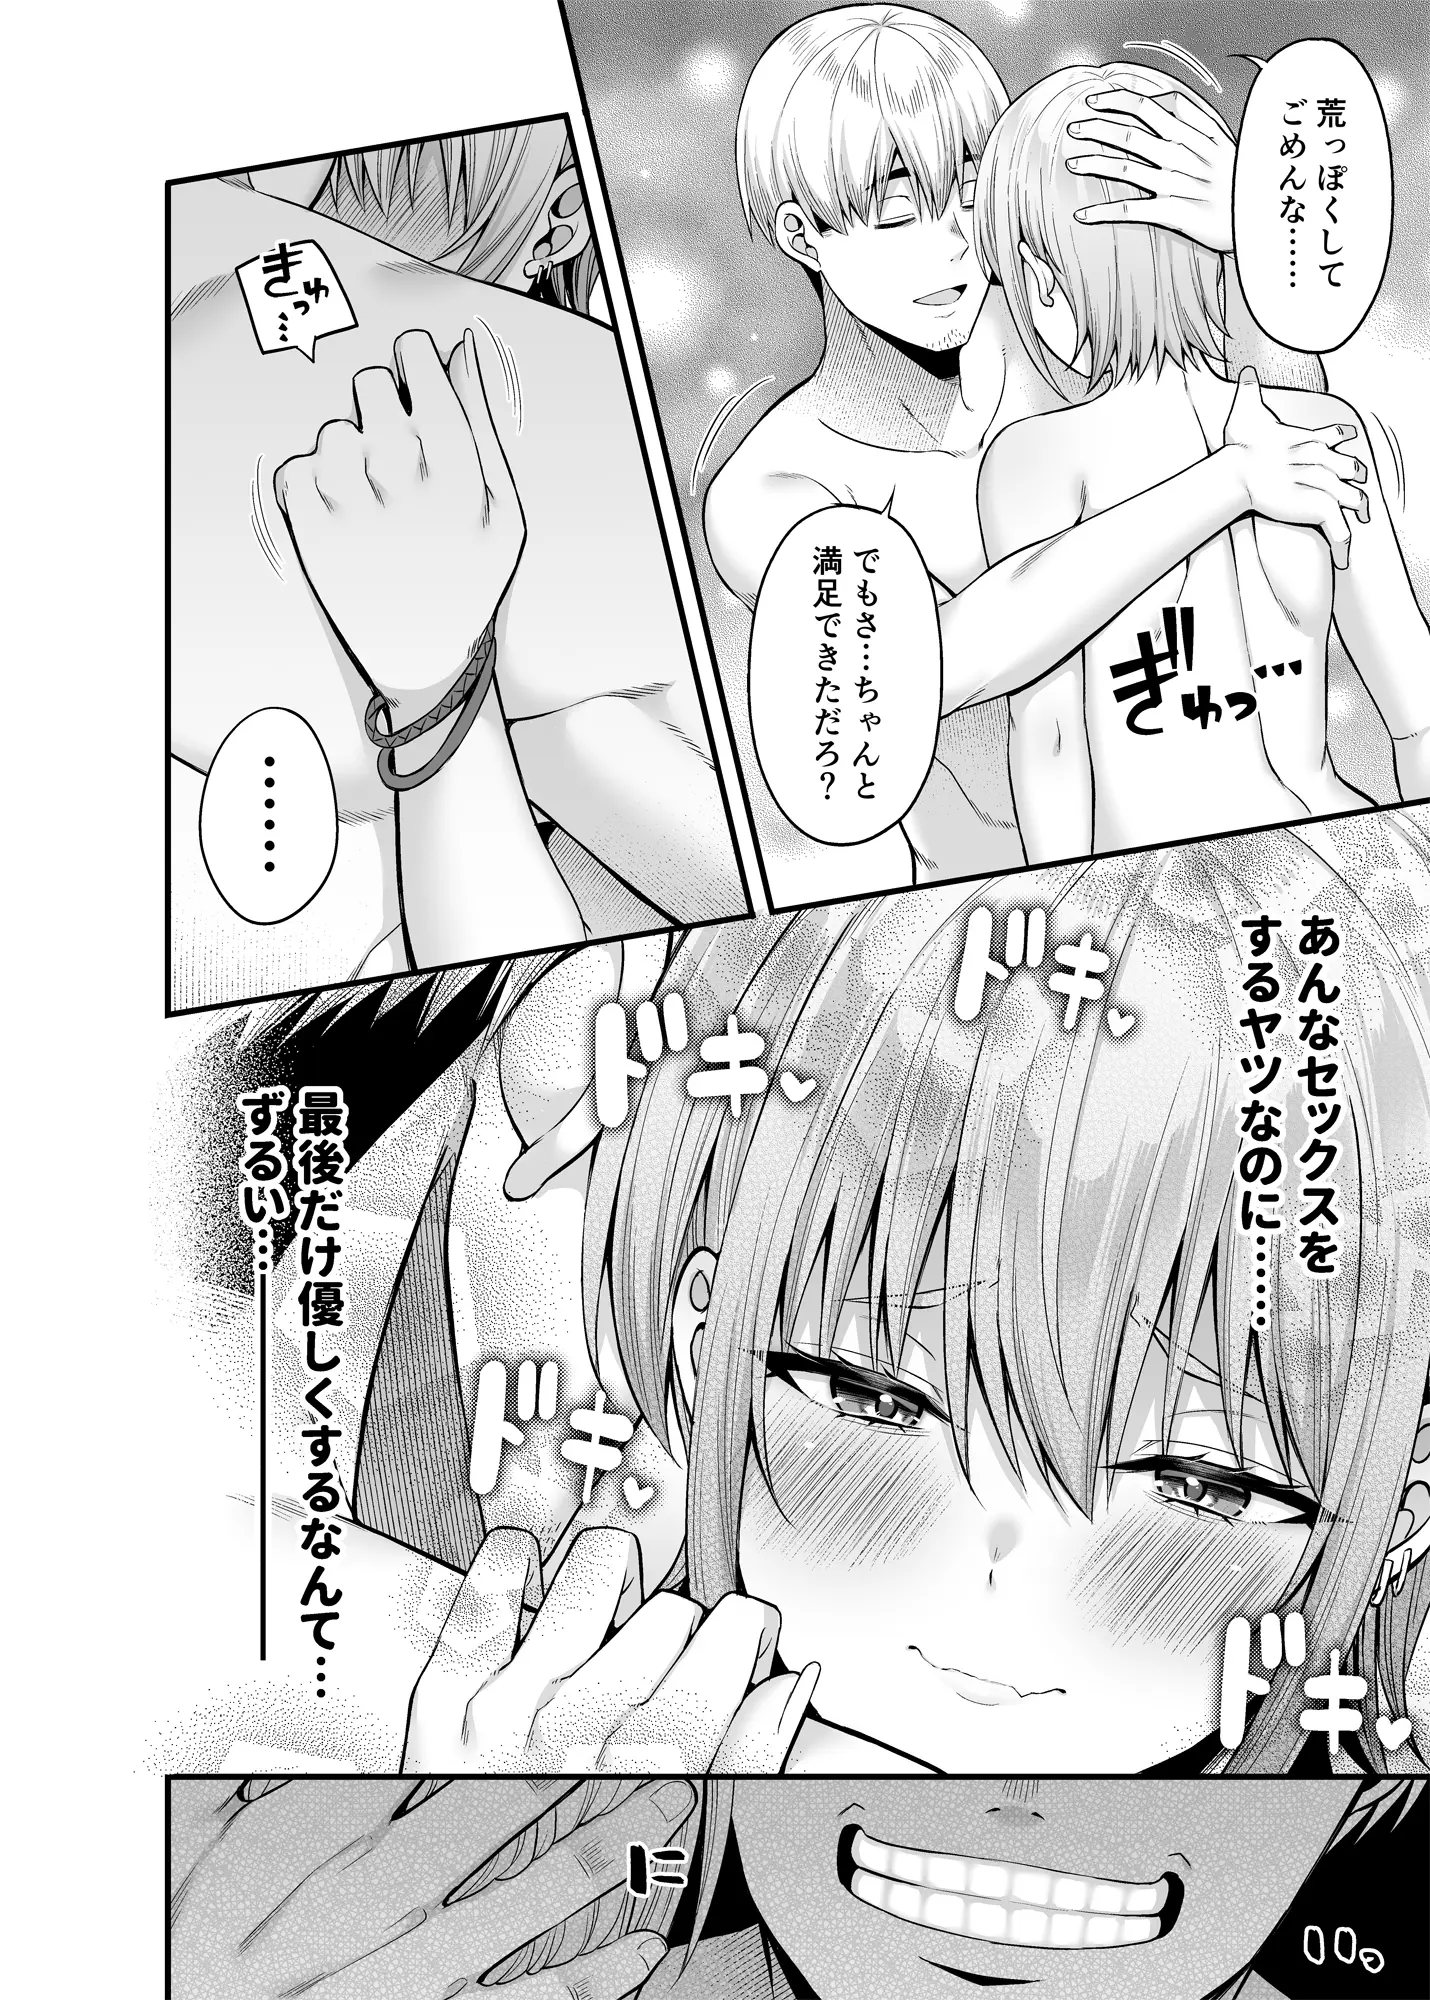 荒っぽくして
ごめんな……
ぎゅっ…
でもさ…ちゃんと
満足できただろ？
きゅっ…
……
あんなセックスを
するヤツなのに……
ドキ♥
ドキ♥
最後だけ優しくするなんて…
ずるい…―
ドキ♥
ドキ♥
にいっ